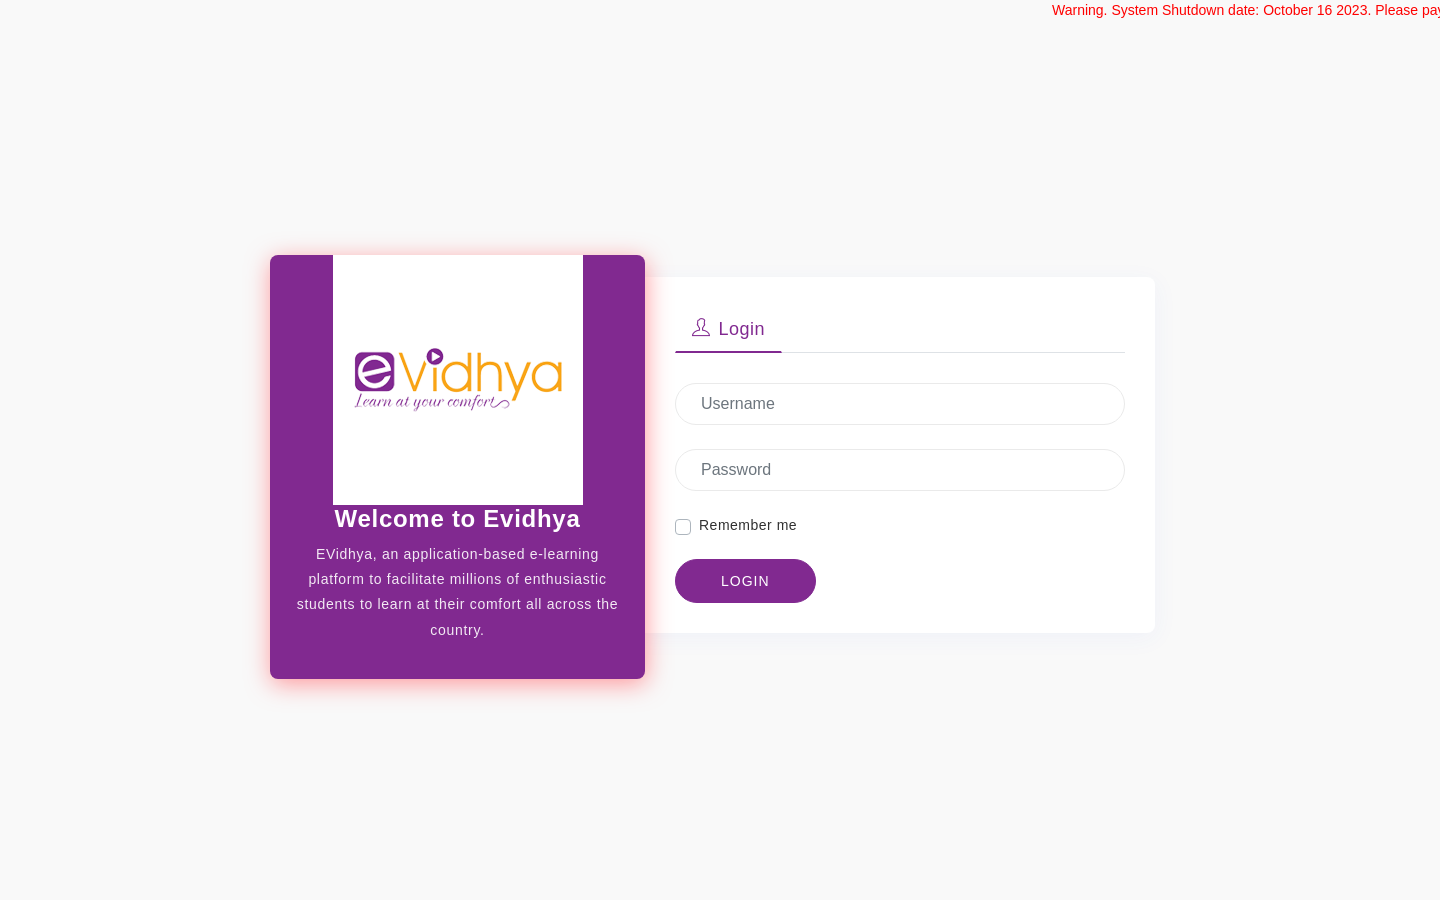 Warning. System Shutdown date: October 16 2023. Please pay
eVidhya
Learn at your comfort
Welcome to Evidhya
EVidhya, an application-based e-learning
platform to facilitate millions of enthusiastic
students to learn at their comfort all across the
country.
Login
Username
Password
Remember me
LOGIN